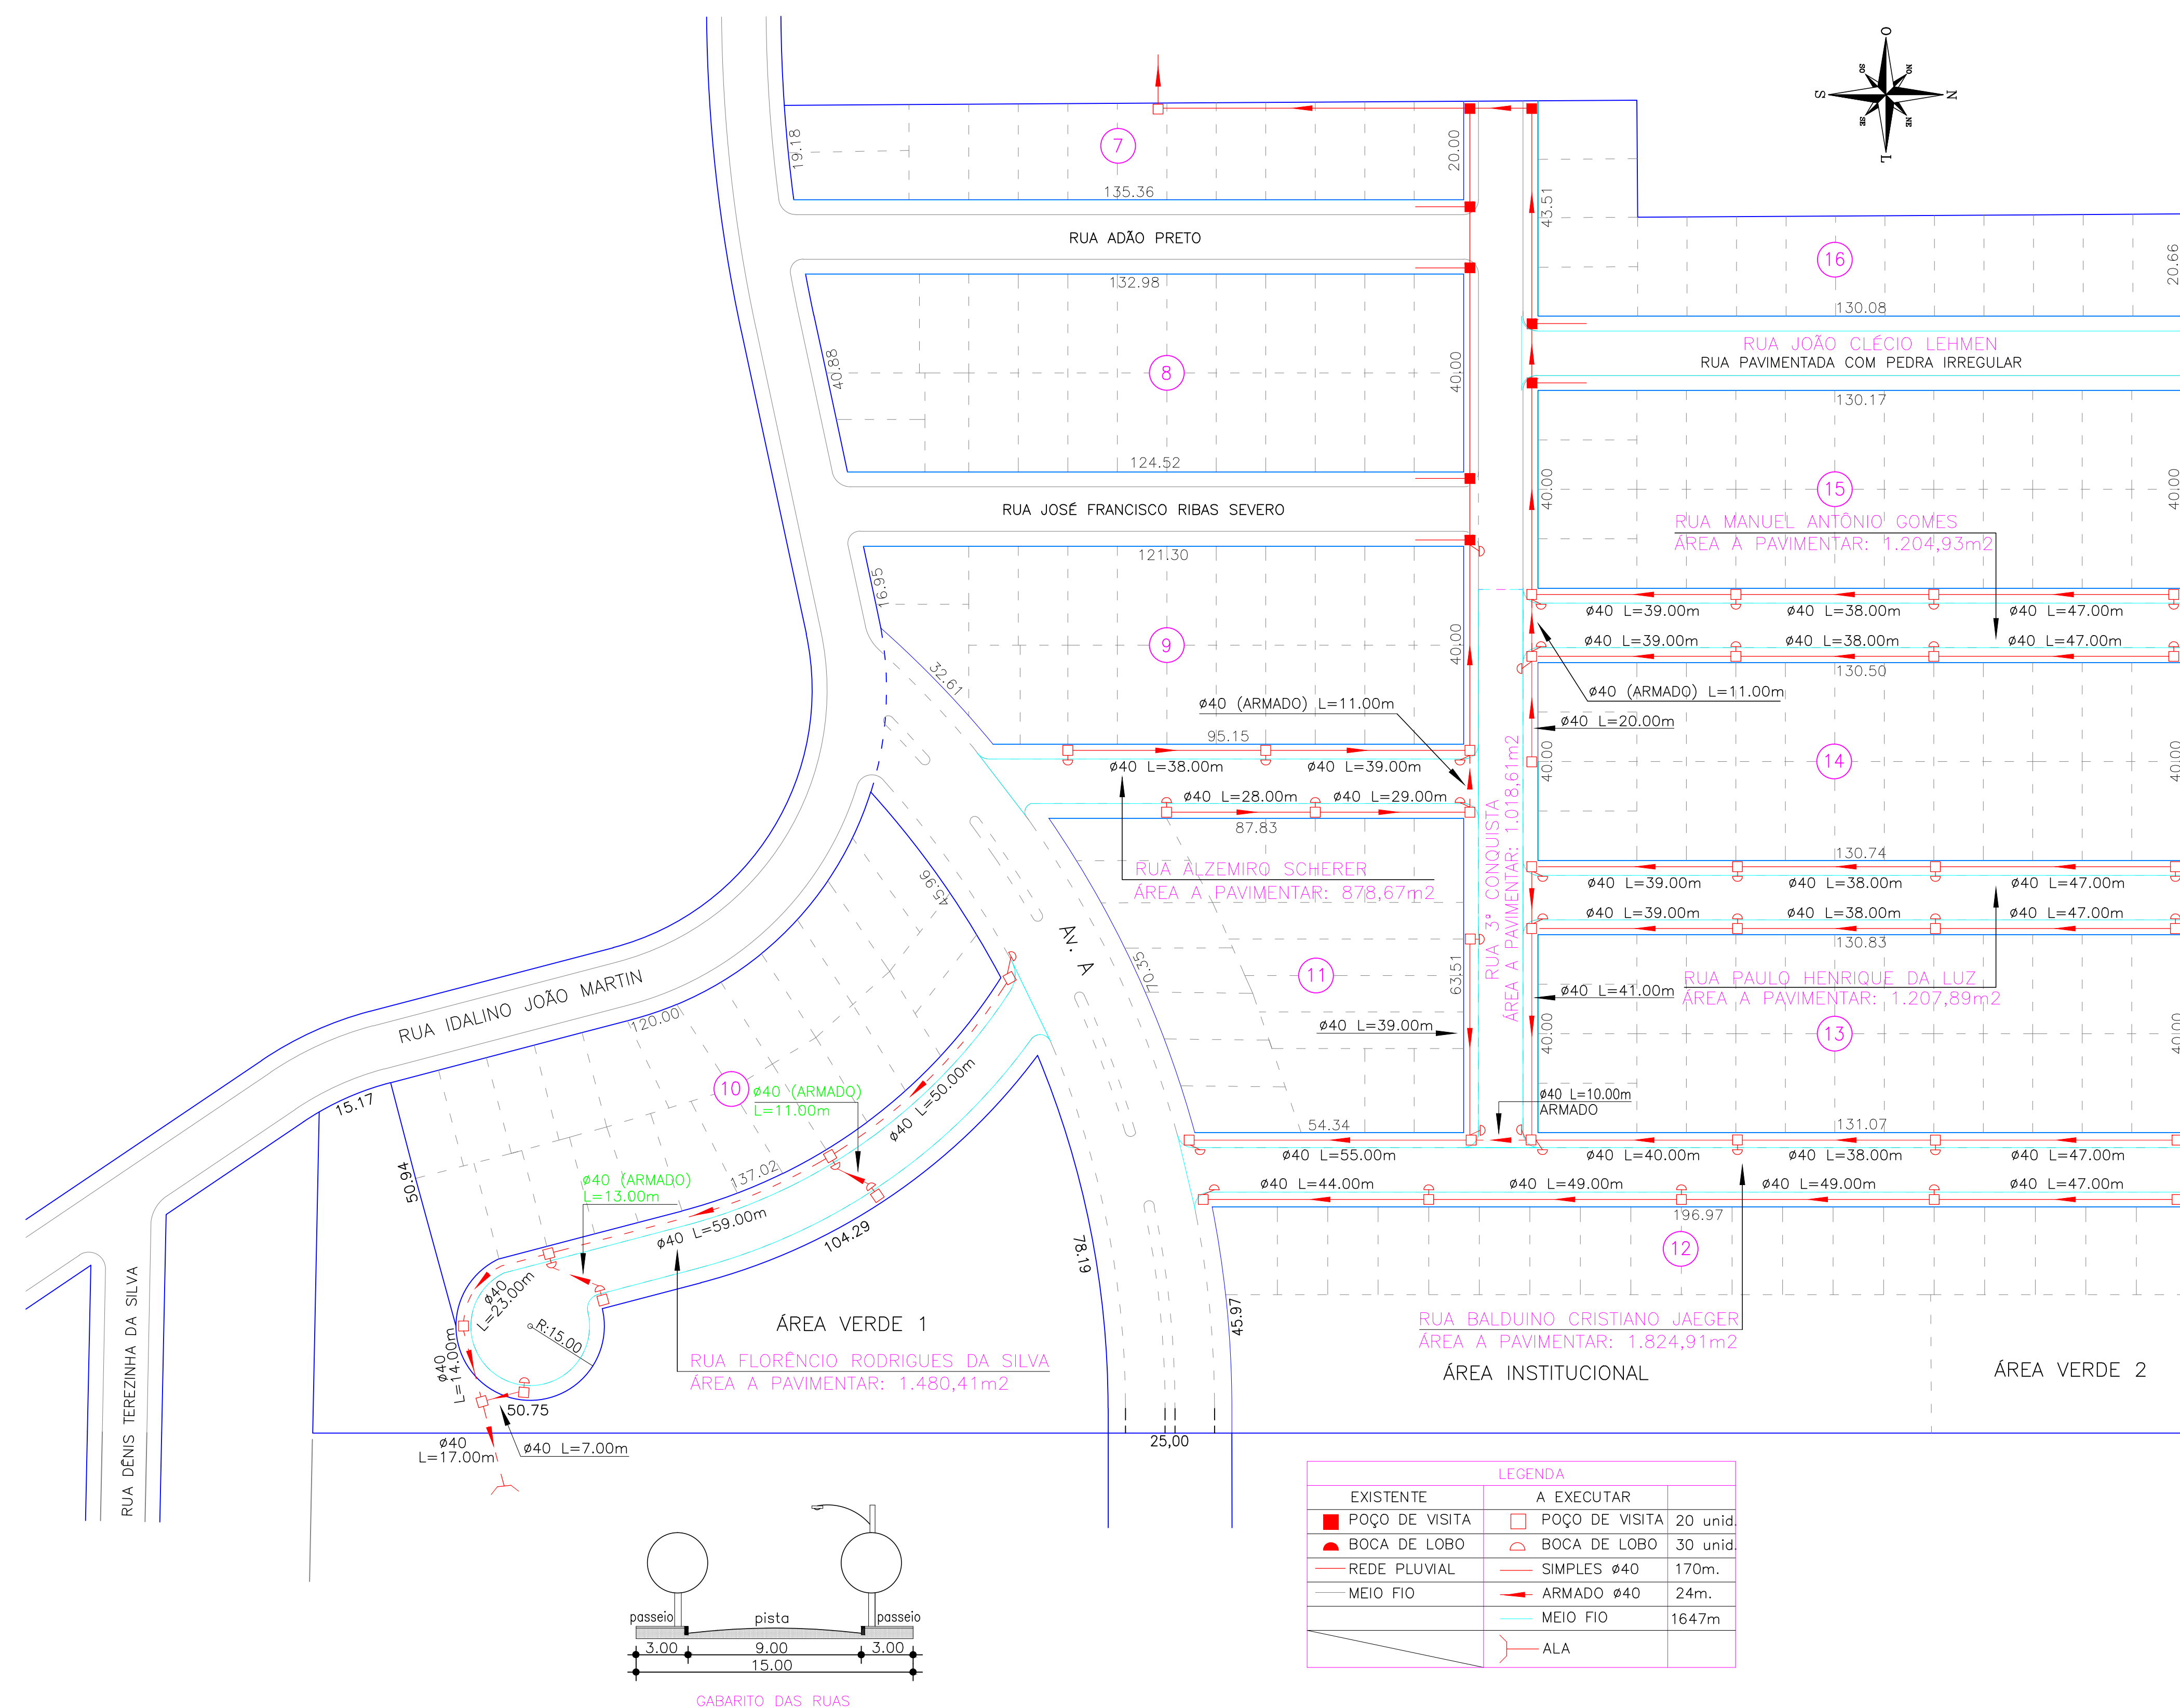 O
SO
NO
S
N
SE
NE
L
19.18
7
20.00
135.36
43.51
RUA ADÃO PRETO
132.98
16
20.66
130.08
RUA JOÃO CLÉCIO LEHMEN
RUA PAVIMENTADA COM PEDRA IRREGULAR
40.88
8
40.00
130.17
124.52
RUA JOSÉ FRANCISCO RIBAS SEVERO
40.00
15
40.00
RUA MANUEL ANTÔNIO GOMES
ÁREA A PAVIMENTAR: 1.204,93m2
121.30
16.95
9
40.00
32.61
ø40 L=39.00m
ø40 L=38.00m
ø40 L=47.00m
ø40 L=39.00m
ø40 L=38.00m
ø40 L=47.00m
130.50
ø40 (ARMADO) L=11.00m
ø40 (ARMADO) L=11.00m
ø40 L=20.00m
95.15
ø40 L=38.00m
ø40 L=39.00m
40.00
14
40.00
ø40 L=28.00m
ø40 L=29.00m
87.83
RUA ALZEMIRO SCHERER
ÁREA A PAVIMENTAR: 878,67m2
RUA 3ª CONQUISTA
ÁREA A PAVIMENTAR: 1.018,61m2
130.74
ø40 L=39.00m
ø40 L=38.00m
ø40 L=47.00m
ø40 L=39.00m
ø40 L=38.00m
ø40 L=47.00m
130.83
45.96
Av. A
70.35
11
63.51
RUA PAULO HENRIQUE DA LUZ
ÁREA A PAVIMENTAR: 1.207,89m2
ø40 L=41.00m
ø40 L=39.00m
40.00
13
40.00
RUA IDALINO JOÃO MARTIN
120.00
15.17
10
ø40 (ARMADO)
L=11.00m
ø40 L=50.00m
ø40 L=10.00m
ARMADO
54.34
131.07
ø40 L=55.00m
ø40 L=40.00m
ø40 L=38.00m
ø40 L=47.00m
50.94
137.02
ø40 (ARMADO)
L=13.00m
ø40 L=59.00m
104.29
78.19
ø40 L=44.00m
ø40 L=49.00m
ø40 L=49.00m
ø40 L=47.00m
196.97
12
ø40
L=23.00m
R:15.00
ø40
L=14.00m
ÁREA VERDE 1
45.97
RUA BALDUINO CRISTIANO JAEGER
ÁREA A PAVIMENTAR: 1.824,91m2
RUA FLORÊNCIO RODRIGUES DA SILVA
ÁREA A PAVIMENTAR: 1.480,41m2
ÁREA INSTITUCIONAL
ÁREA VERDE 2
RUA DÊNIS TEREZINHA DA SILVA
50.75
ø40
L=17.00m
ø40 L=7.00m
25,00
LEGENDA
EXISTENTE
A EXECUTAR
POÇO DE VISITA
POÇO DE VISITA
20 unid.
BOCA DE LOBO
BOCA DE LOBO
30 unid.
REDE PLUVIAL
SIMPLES ø40
170m.
MEIO FIO
ARMADO ø40
24m.
MEIO FIO
1647m
ALA
passeio
pista
passeio
3.00
9.00
3.00
15.00
GABARITO DAS RUAS